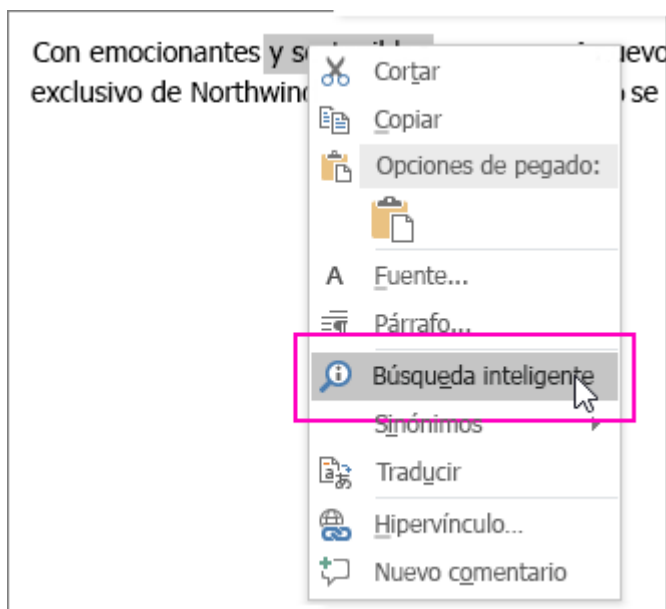 Con emocionantes y
exclusivo de Northwind se
Cortar
Copiar
Opciones de pegado:
A Fuente...
Párrafo...
Búsqueda inteligente
Sinónimos
Traducir
Hipervínculo...
Nuevo comentario